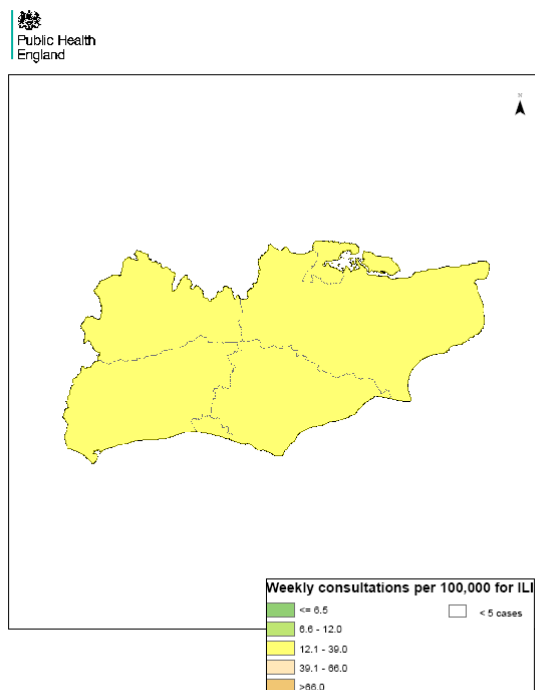 Public Health
England
N
Weekly consultations per 100,000 for ILI
<= 6.5
< 5 cases
6.6 - 12.0
12.1 - 39.0
39.1 - 66.0
>66.0